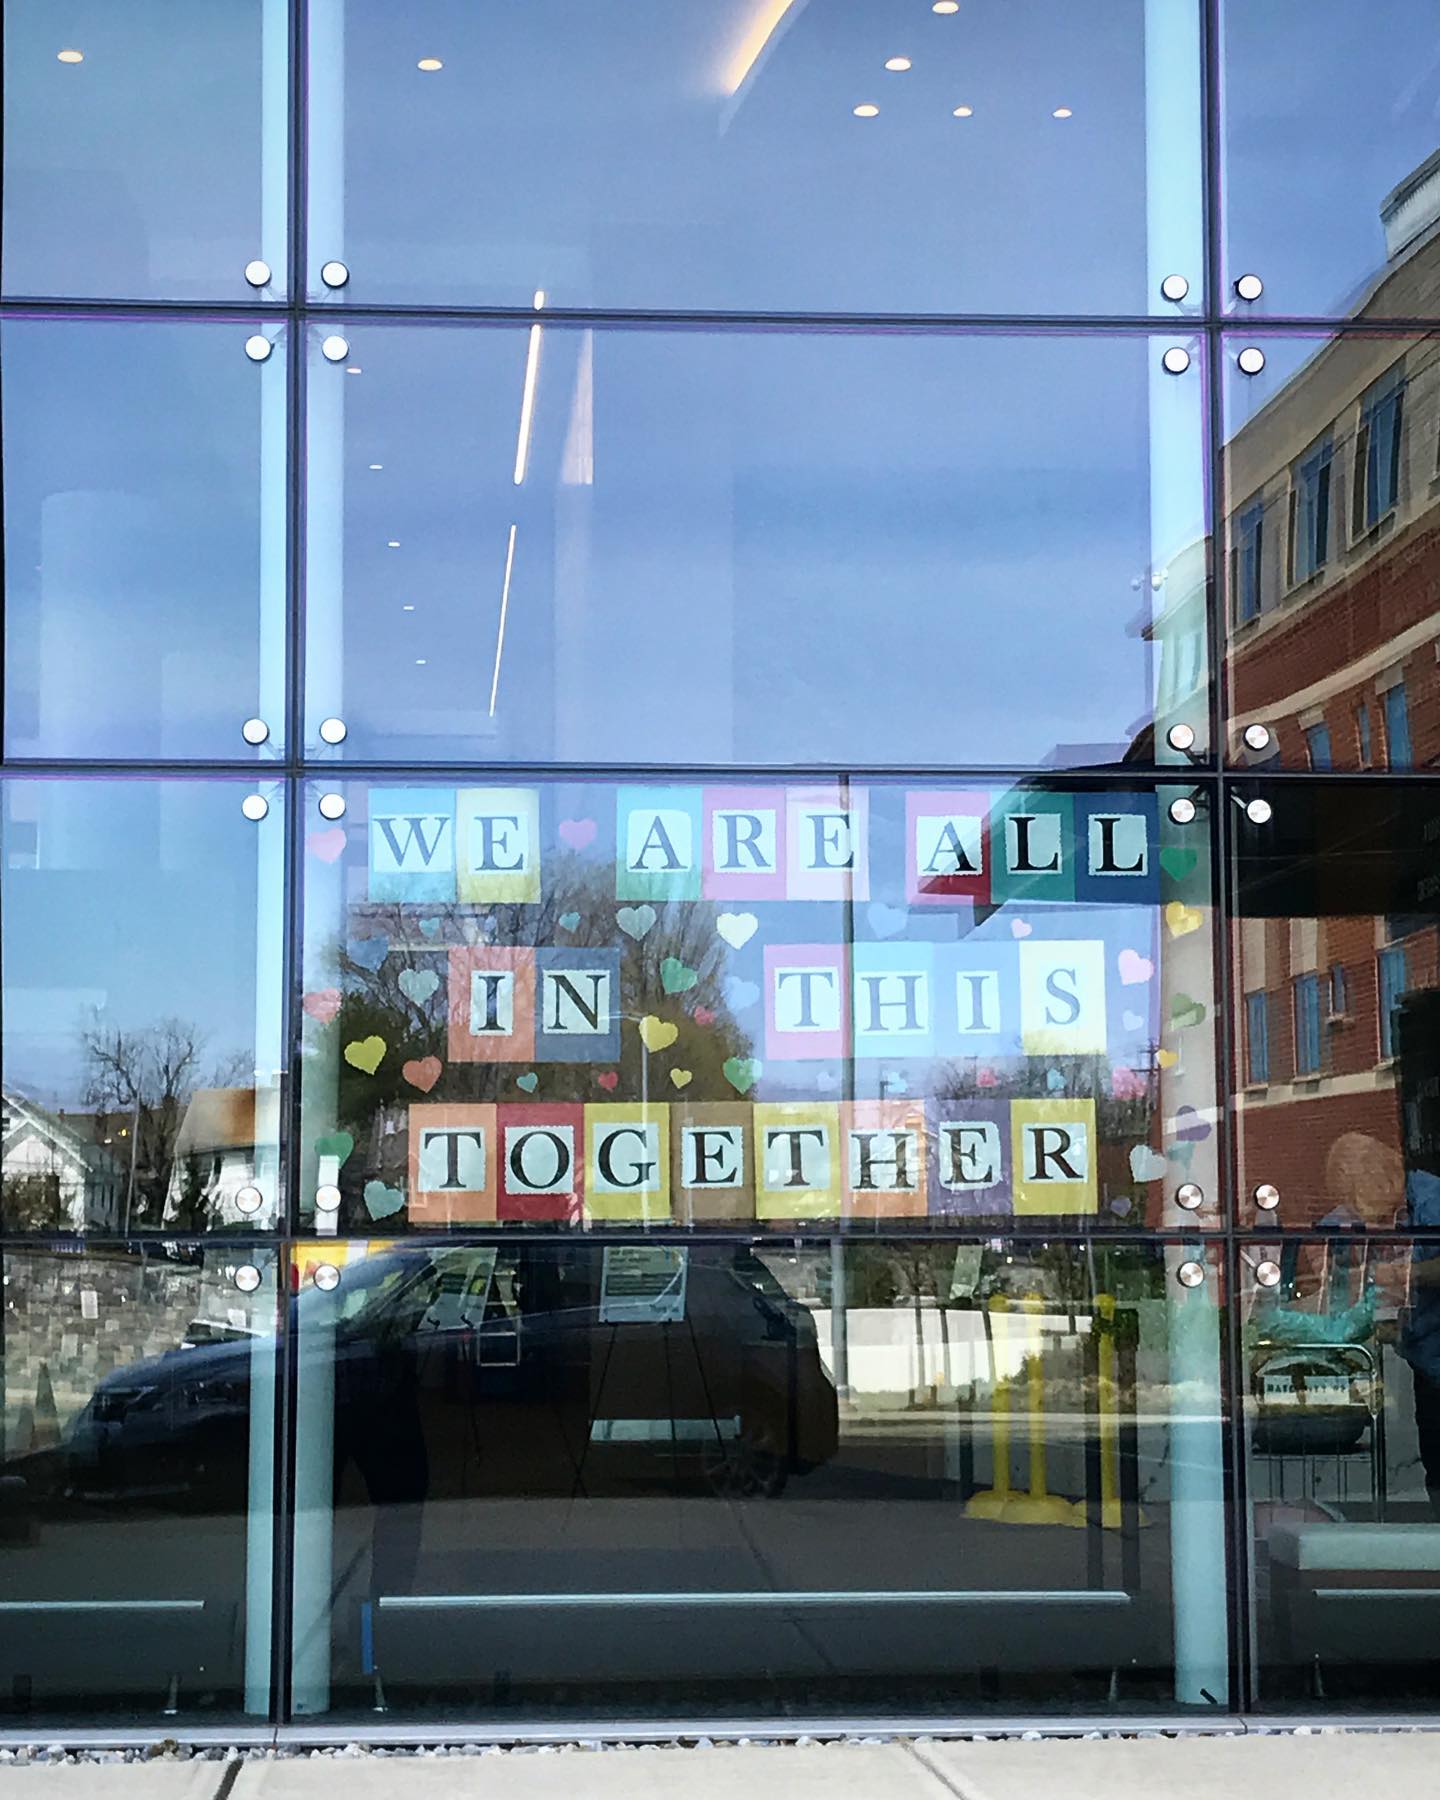 WE ARE ALL
IN THIS
TOGETHER